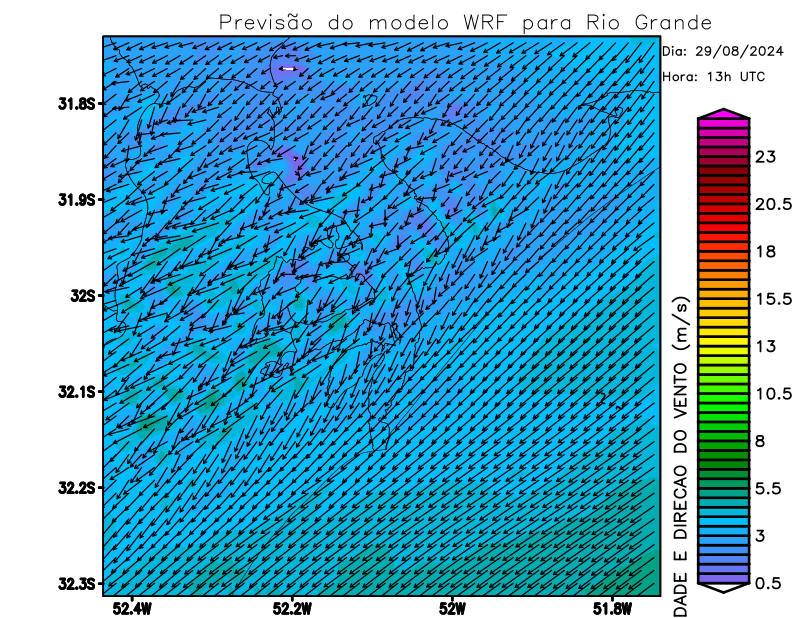 Previsão do modelo WRF para Rio Grande
Dia: 29/08/2024
Hora: 13h UTC
31.8S
31.9S
32S
32.1S
32.2S
32.3S
52.4W
52.2W
52W
51.8W
DADE E DIRECAO DO VENTO (m/s)
23
20.5
18
15.5
13
10.5
8
5.5
3
0.5